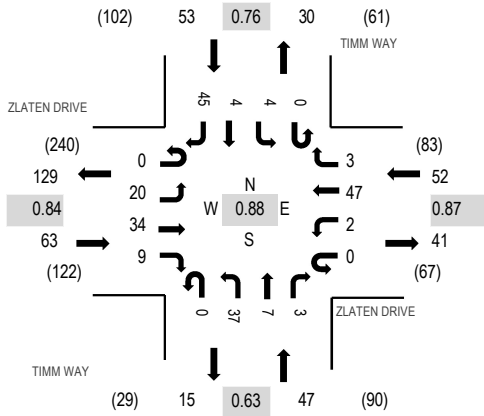 (102) 53 0.76 30 (61)
TIMM WAY
ZLATEN DRIVE
45 4 4 0
(240) (83)
129 0 3 52
0.84 20 47 0.87
N
W 0.88 E
S
63 34 2 41
(122) 9 0 (67)
0 37 7 3
ZLATEN DRIVE
TIMM WAY
(29) 15 0.63 47 (90)